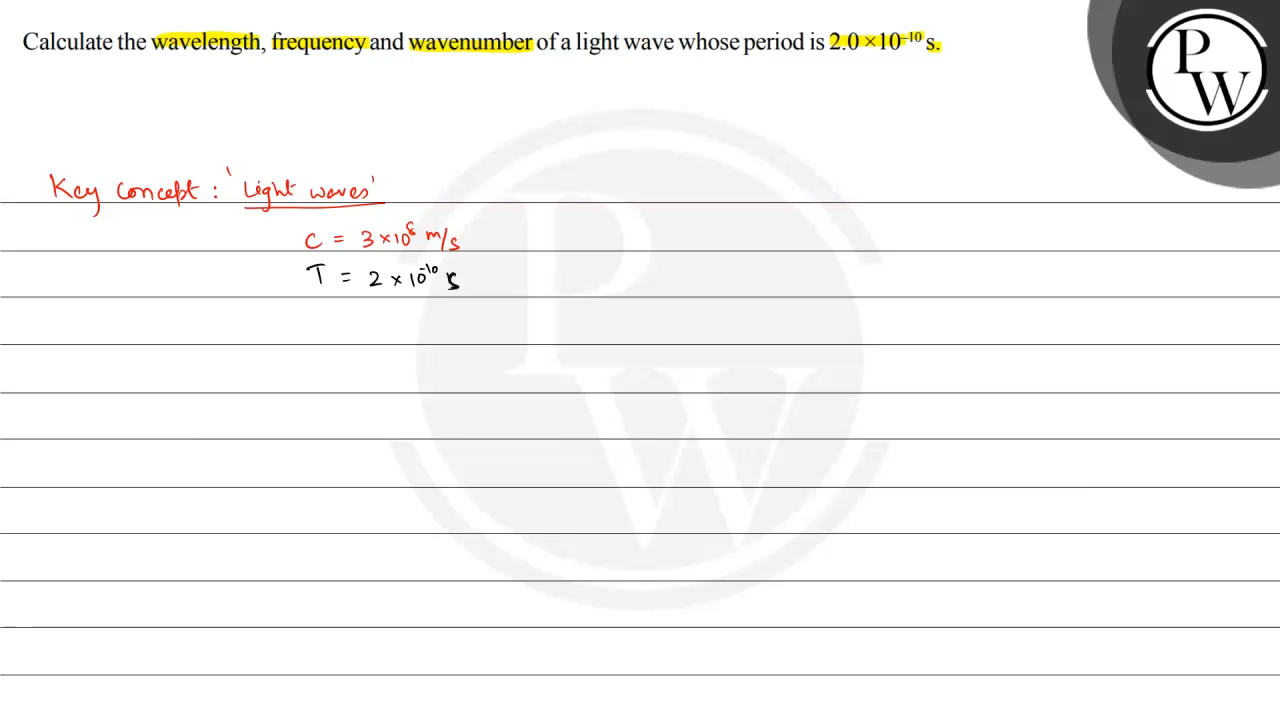 Calculate the wavelength, frequency and wavenumber of a light wave whose period is 2.0 ×10⁻¹⁰ s.
P
W
Key concept : 'Light waves'
C = 3 × 10⁸ m/s
T = 2 × 10⁻¹⁰ s
P
W